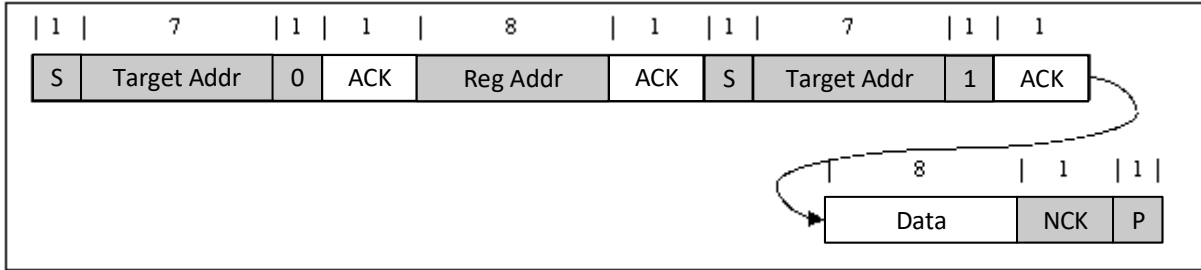 | 1 | 7 | 1 | 1 | 8 | 1 | 1 | 7 | 1 | 1
S Target Addr 0 ACK Reg Addr ACK S Target Addr 1 ACK
| 8 | 1 | 1 |
Data NCK P